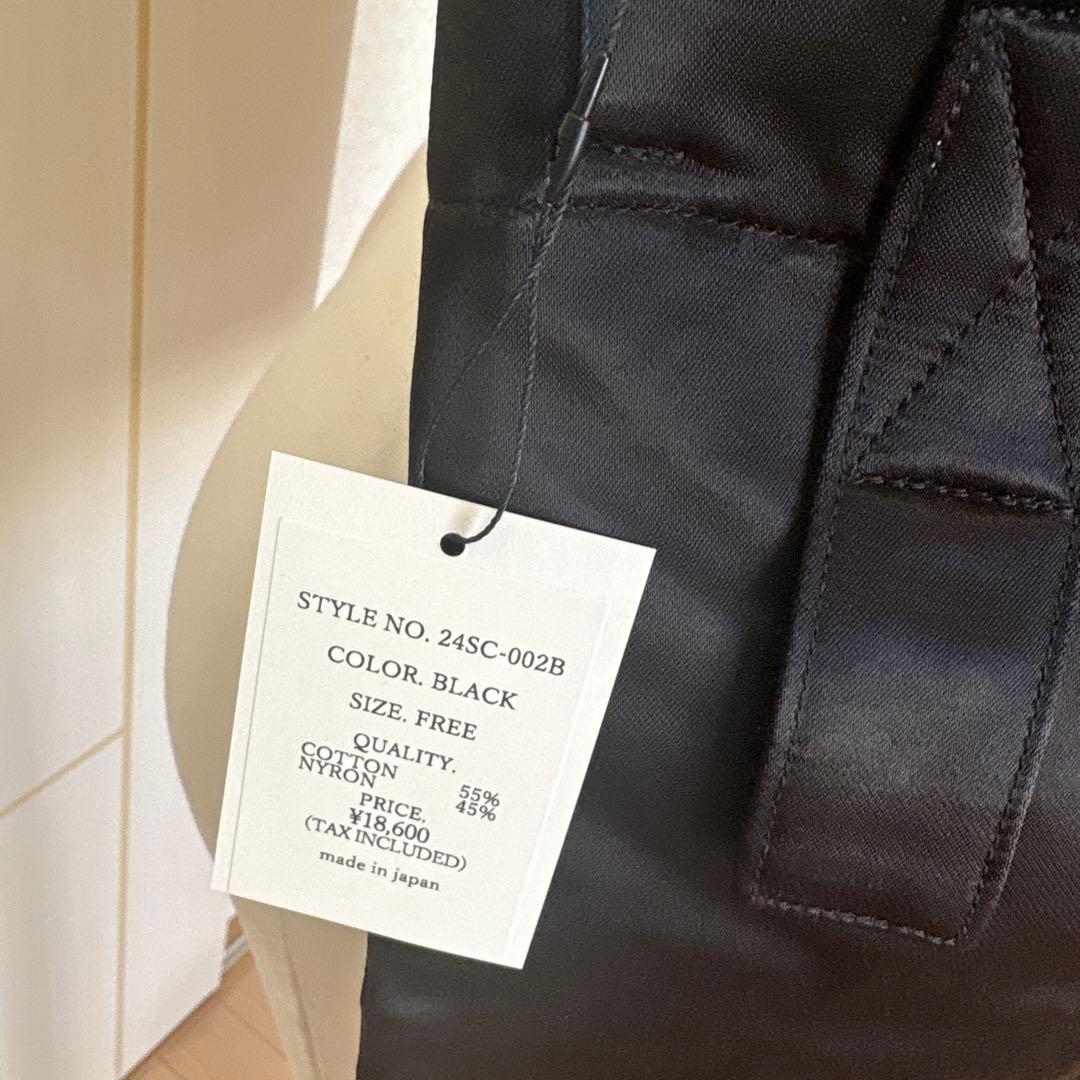 STYLE NO. 24SC-002B
COLOR. BLACK
SIZE. FREE
QUALITY.
COTTON 55%
NYRON 45%
PRICE.
¥18,600
(TAX INCLUDED)
made in japan